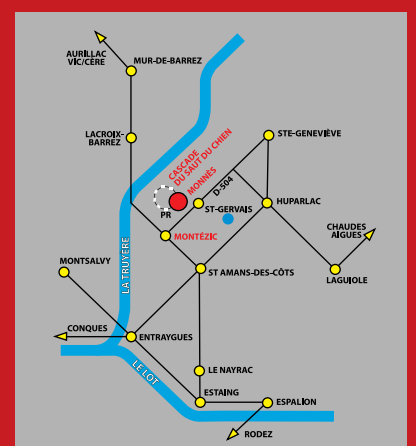 AURILLAC
VIC/CÈRE
MUR-DE-BARREZ
LACROIX-
BARREZ
STE-GENEVIÈVE
CASCADE
DU SAUT DU CHIEN
MONNÈS
D-504
PR
ST-GERVAIS
HUPARLAC
MONTÉZIC
CHAUDES
AIGUES
MONTSALVY
LA TRUYERE
ST AMANS-DES-CÔTS
LAGUIOLE
CONQUES
ENTRAYGUES
LE LOT
LE NAYRAC
ESTAING
ESPALION
RODEZ